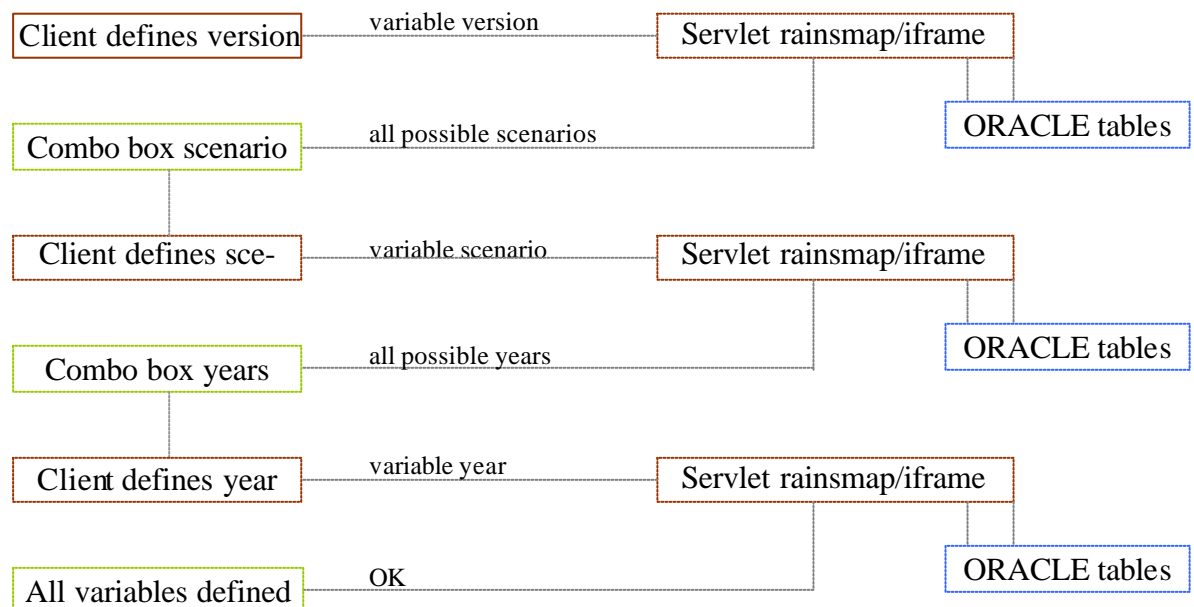 Client defines version
variable version
Servlet rainsmap/iframe
ORACLE tables
Combo box scenario
all possible scenarios
Client defines sce-
variable scenario
Servlet rainsmap/iframe
ORACLE tables
Combo box years
all possible years
Client defines year
variable year
Servlet rainsmap/iframe
ORACLE tables
All variables defined
OK